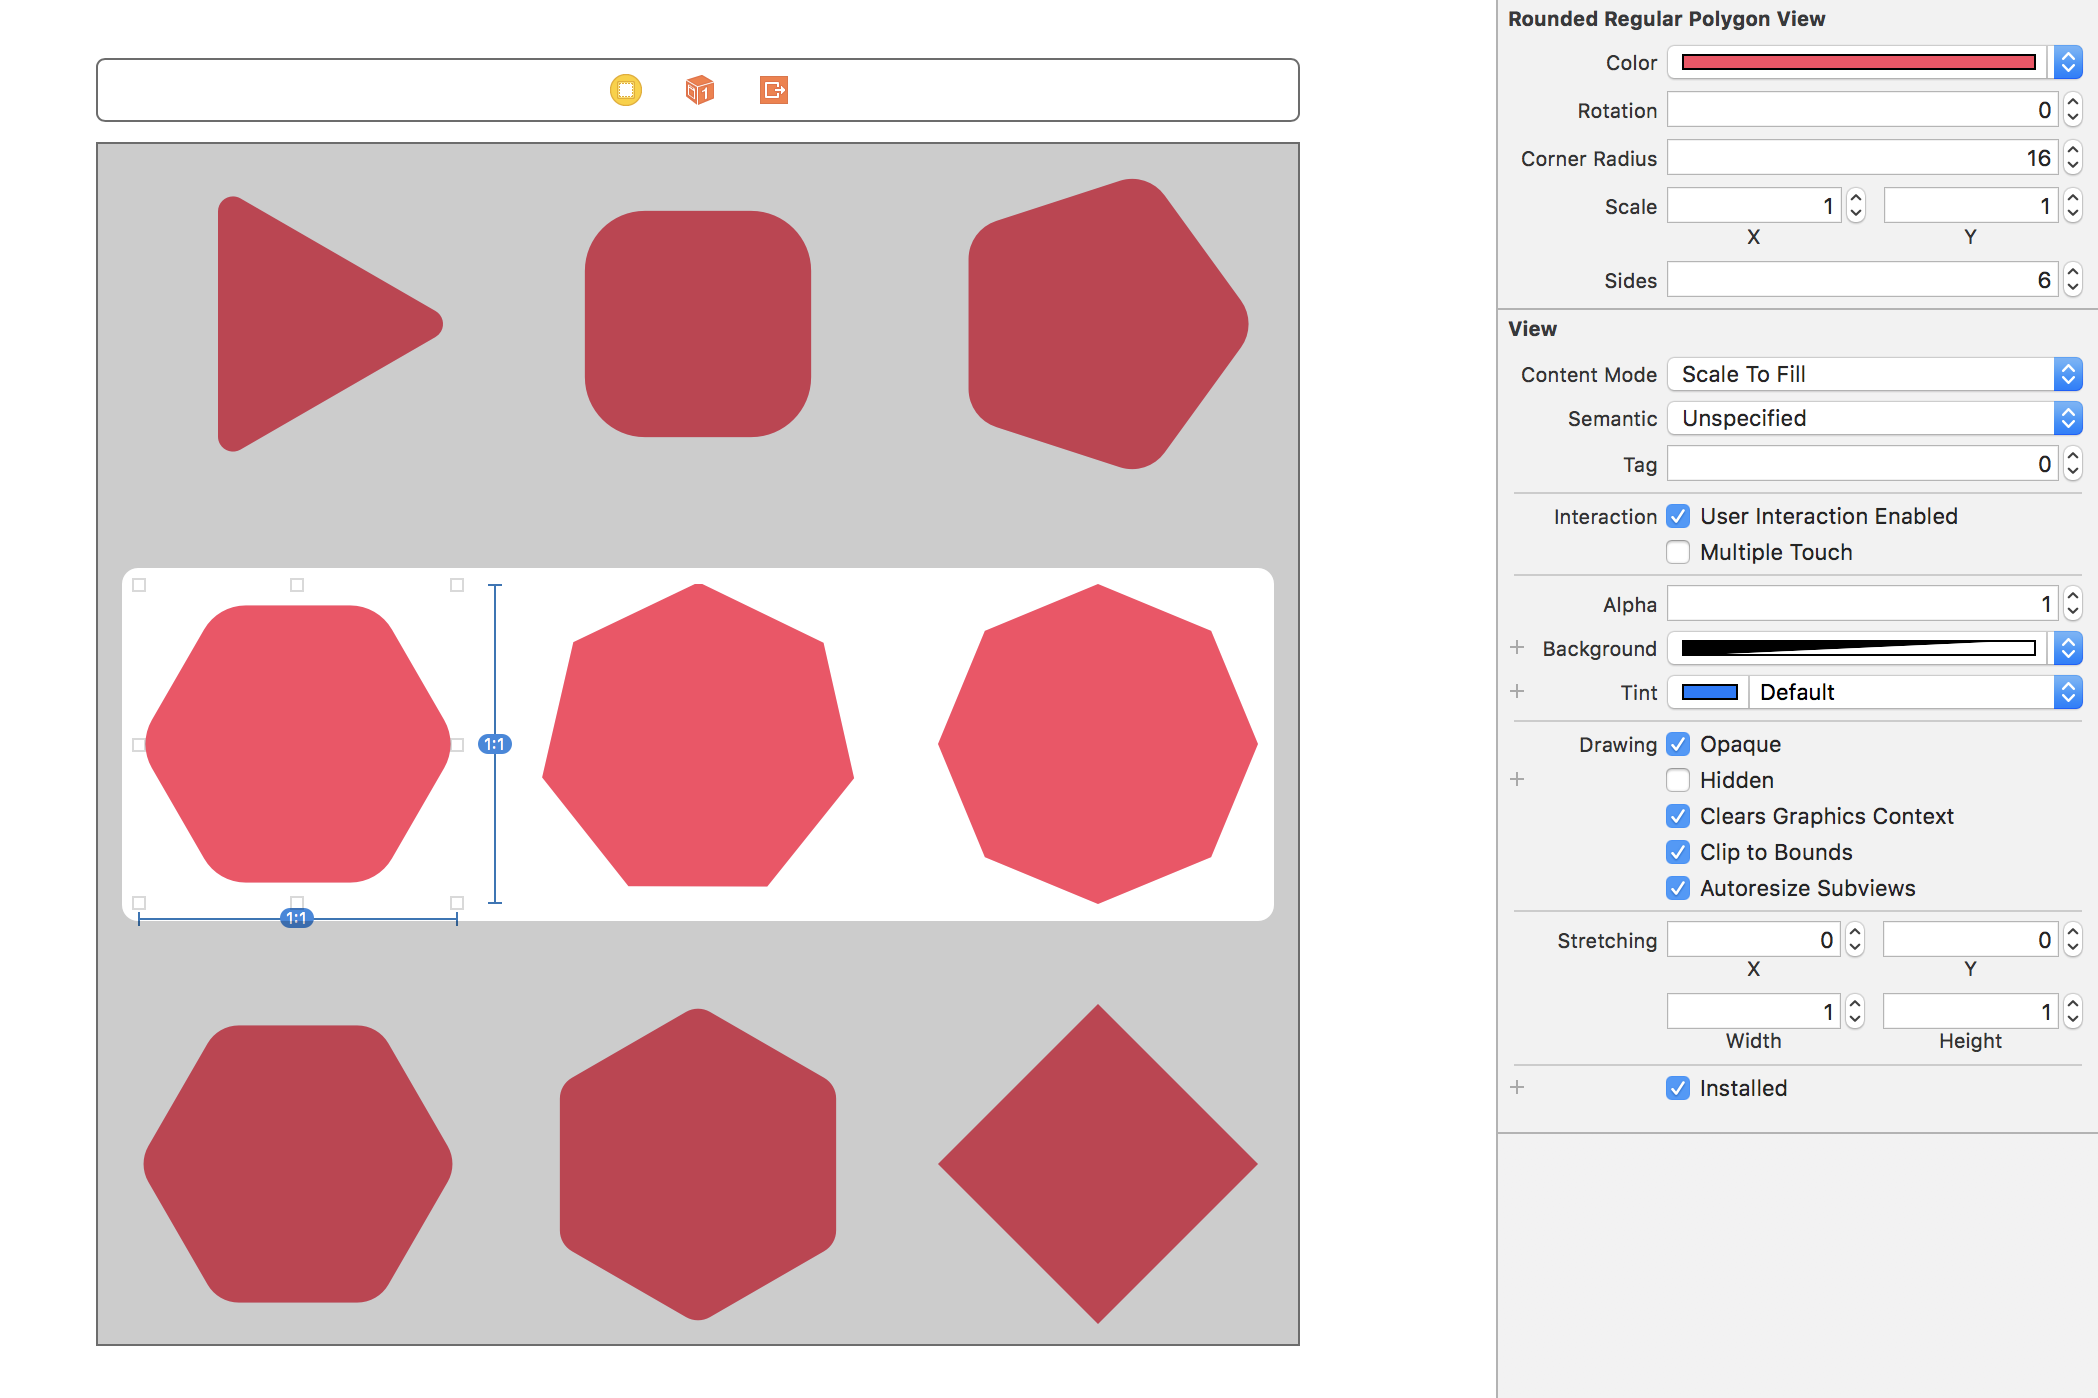 1
1:1
1:1
Rounded Regular Polygon View
Color
Rotation 0
Corner Radius 16
Scale 1 1
X Y
Sides 6
View
Content Mode Scale To Fill
Semantic Unspecified
Tag 0
Interaction User Interaction Enabled
Multiple Touch
Alpha 1
+ Background
+ Tint Default
Drawing Opaque
+ Hidden
Clears Graphics Context
Clip to Bounds
Autoresize Subviews
Stretching 0 0
X Y
1 1
Width Height
+ Installed